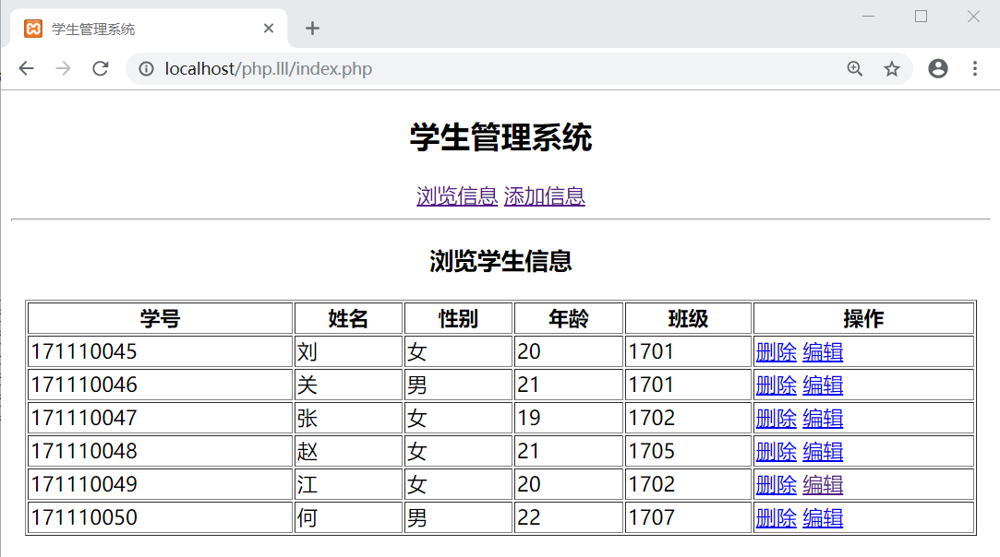 学生管理系统
localhost/php.lll/index.php
学生管理系统
浏览信息 添加信息
浏览学生信息
学号 姓名 性别 年龄 班级 操作
171110045 刘 女 20 1701 删除 编辑
171110046 关 男 21 1701 删除 编辑
171110047 张 女 19 1702 删除 编辑
171110048 赵 女 21 1705 删除 编辑
171110049 江 女 20 1702 删除 编辑
171110050 何 男 22 1707 删除 编辑